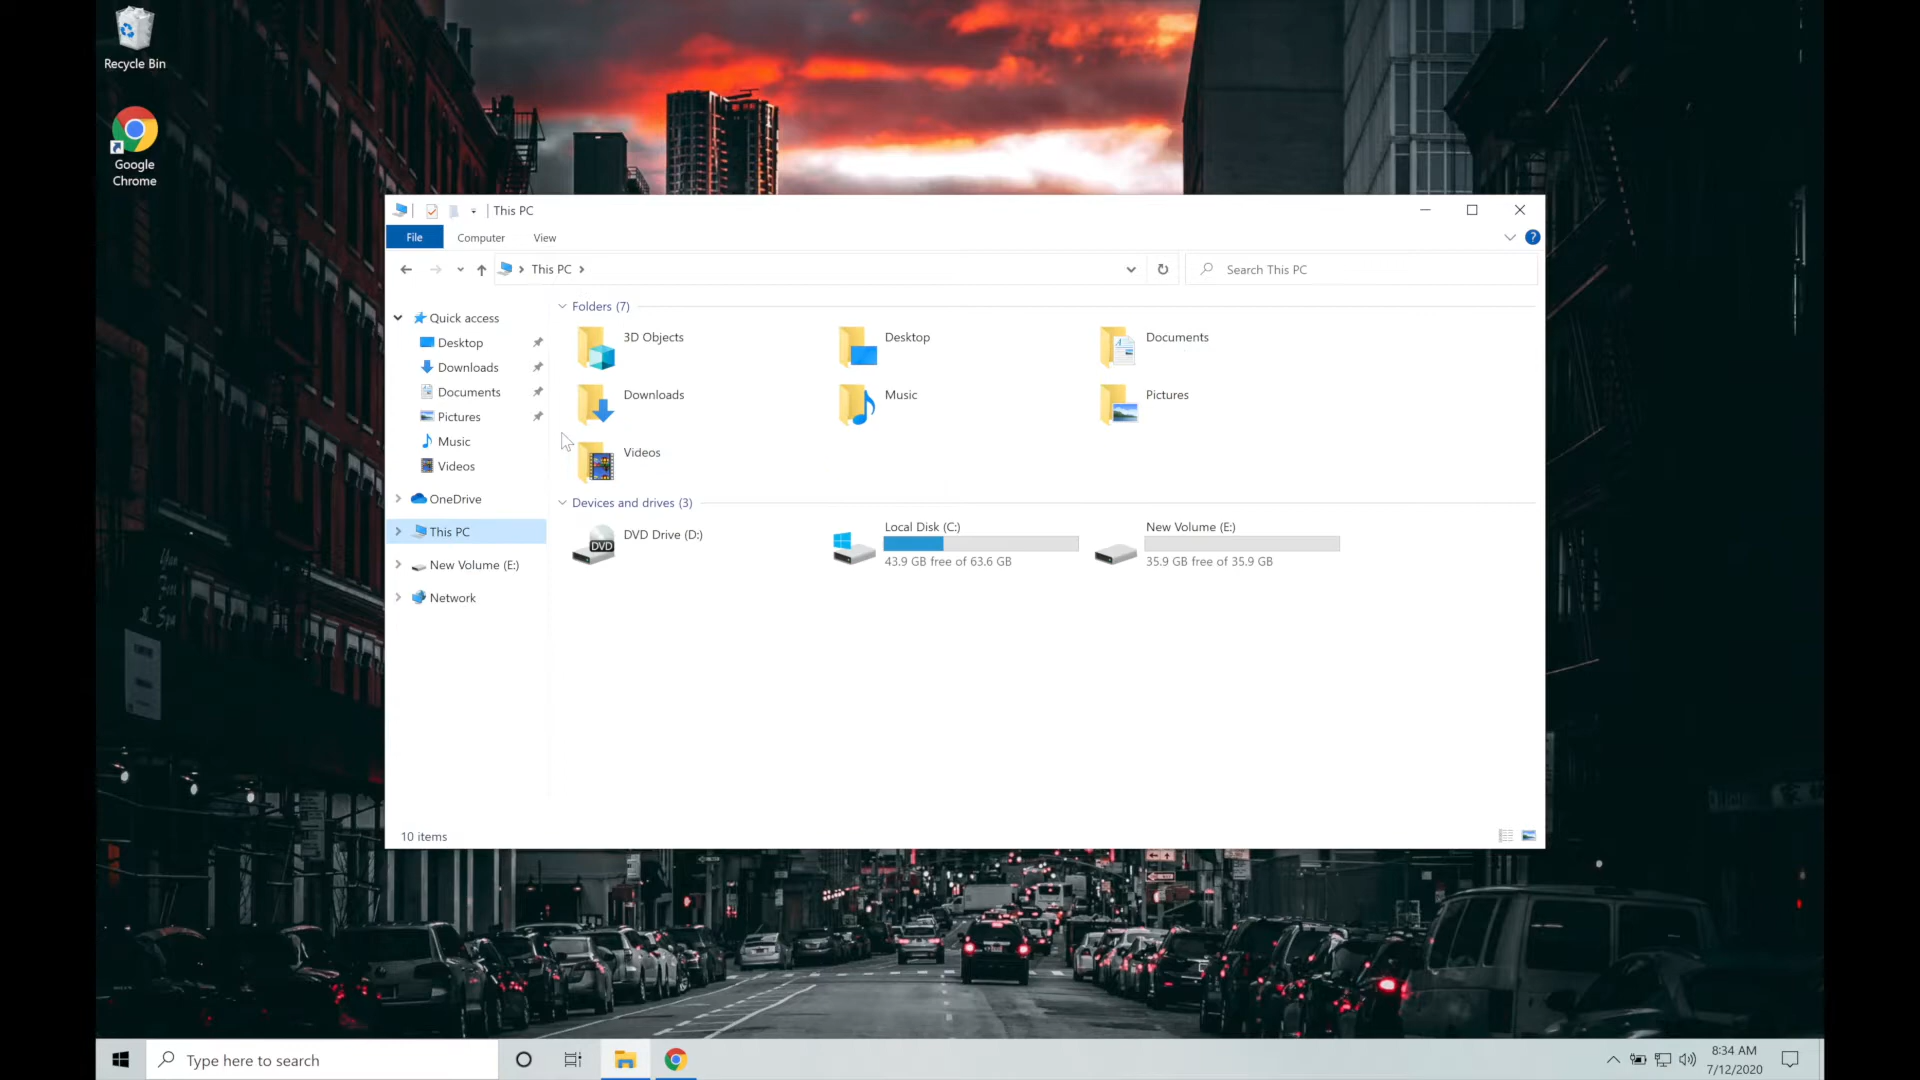 Recycle Bin
Google
Chrome
This PC
File
Computer
View
?
This PC
Search This PC
Quick access
Desktop
Downloads
Documents
Pictures
Music
Videos
OneDrive
This PC
New Volume (E:)
Network
Folders (7)
3D Objects
Desktop
Documents
Downloads
Music
Pictures
Videos
Devices and drives (3)
DVD
DVD Drive (D:)
Local Disk (C:)
43.9 GB free of 63.6 GB
New Volume (E:)
35.9 GB free of 35.9 GB
10 items
Type here to search
8:34 AM
7/12/2020